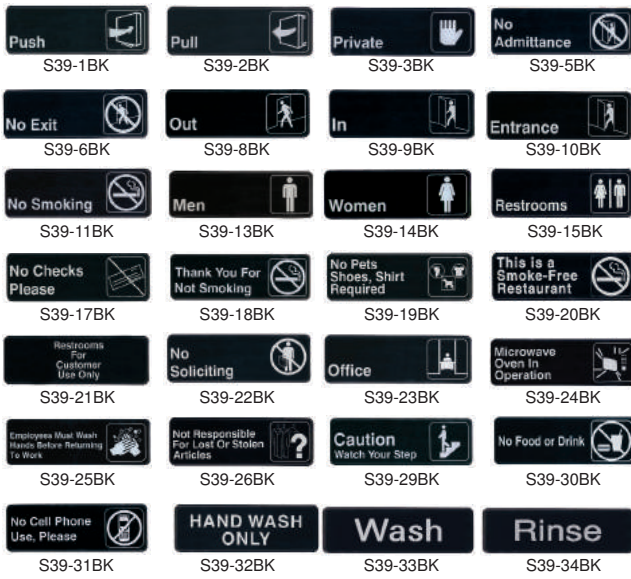 Push
Pull
Private
No
Admittance
S39-1BK
S39-2BK
S39-3BK
S39-5BK
No Exit
Out
In
Entrance
S39-6BK
S39-8BK
S39-9BK
S39-10BK
No Smoking
Men
Women
Restrooms
S39-11BK
S39-13BK
S39-14BK
S39-15BK
No Checks
Please
Thank You For
Not Smoking
No Pets
Shoes, Shirt
Required
This is a
Smoke-Free
Restaurant
S39-17BK
S39-18BK
S39-19BK
S39-20BK
Restrooms
For
Customer
Use Only
No
Soliciting
Office
Microwave
Oven In
Operation
S39-21BK
S39-22BK
S39-23BK
S39-24BK
Employees Must Wash
Hands Before Returning
To Work
Not Responsible
For Lost Or Stolen
Articles
?
Caution
Watch Your Step
No Food or Drink
S39-25BK
S39-26BK
S39-29BK
S39-30BK
No Cell Phone
Use, Please
HAND WASH
ONLY
Wash
Rinse
S39-31BK
S39-32BK
S39-33BK
S39-34BK